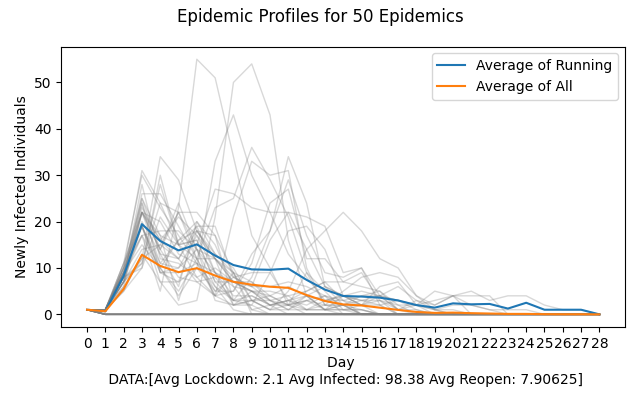 Epidemic Profiles for 50 Epidemics
Average of Running
Average of All
Newly Infected Individuals
50
40
30
20
10
0
0 1 2 3 4 5 6 7 8 9 10 11 12 13 14 15 16 17 18 19 20 21 22 23 24 25 26 27 28
Day
DATA:[Avg Lockdown: 2.1 Avg Infected: 98.38 Avg Reopen: 7.90625]